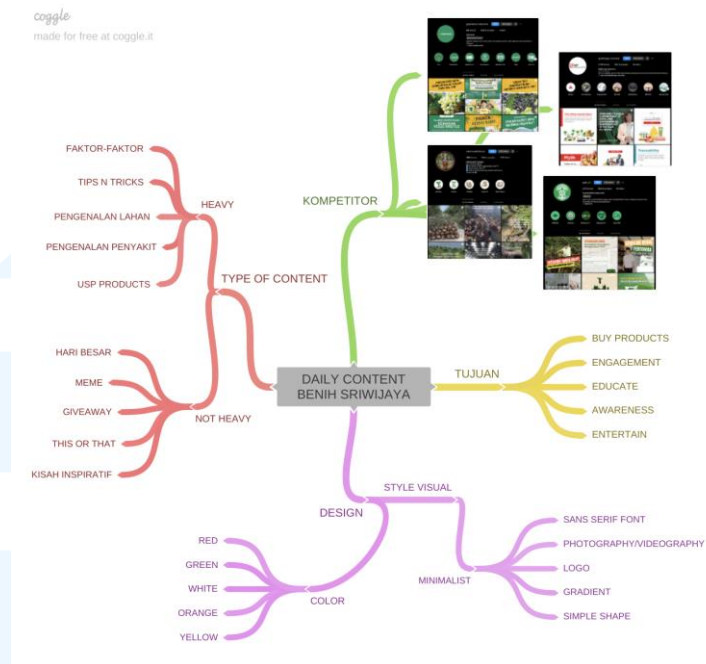 coggle
made for free at coggle.it
FAKTOR-FAKTOR
TIPS N TRICKS
PENGENALAN LAHAN
PENGENALAN PENYAKIT
USP PRODUCTS
HEAVY
TYPE OF CONTENT
HARI BESAR
MEME
GIVEAWAY
THIS OR THAT
KISAH INSPIRATIF
NOT HEAVY
KOMPETITOR
DAILY CONTENT
BENIH SRIWIJAYA
TUJUAN
BUY PRODUCTS
ENGAGEMENT
EDUCATE
AWARENESS
ENTERTAIN
DESIGN
STYLE VISUAL
MINIMALIST
SANS SERIF FONT
PHOTOGRAPHY/VIDEOGRAPHY
LOGO
GRADIENT
SIMPLE SHAPE
COLOR
RED
GREEN
WHITE
ORANGE
YELLOW